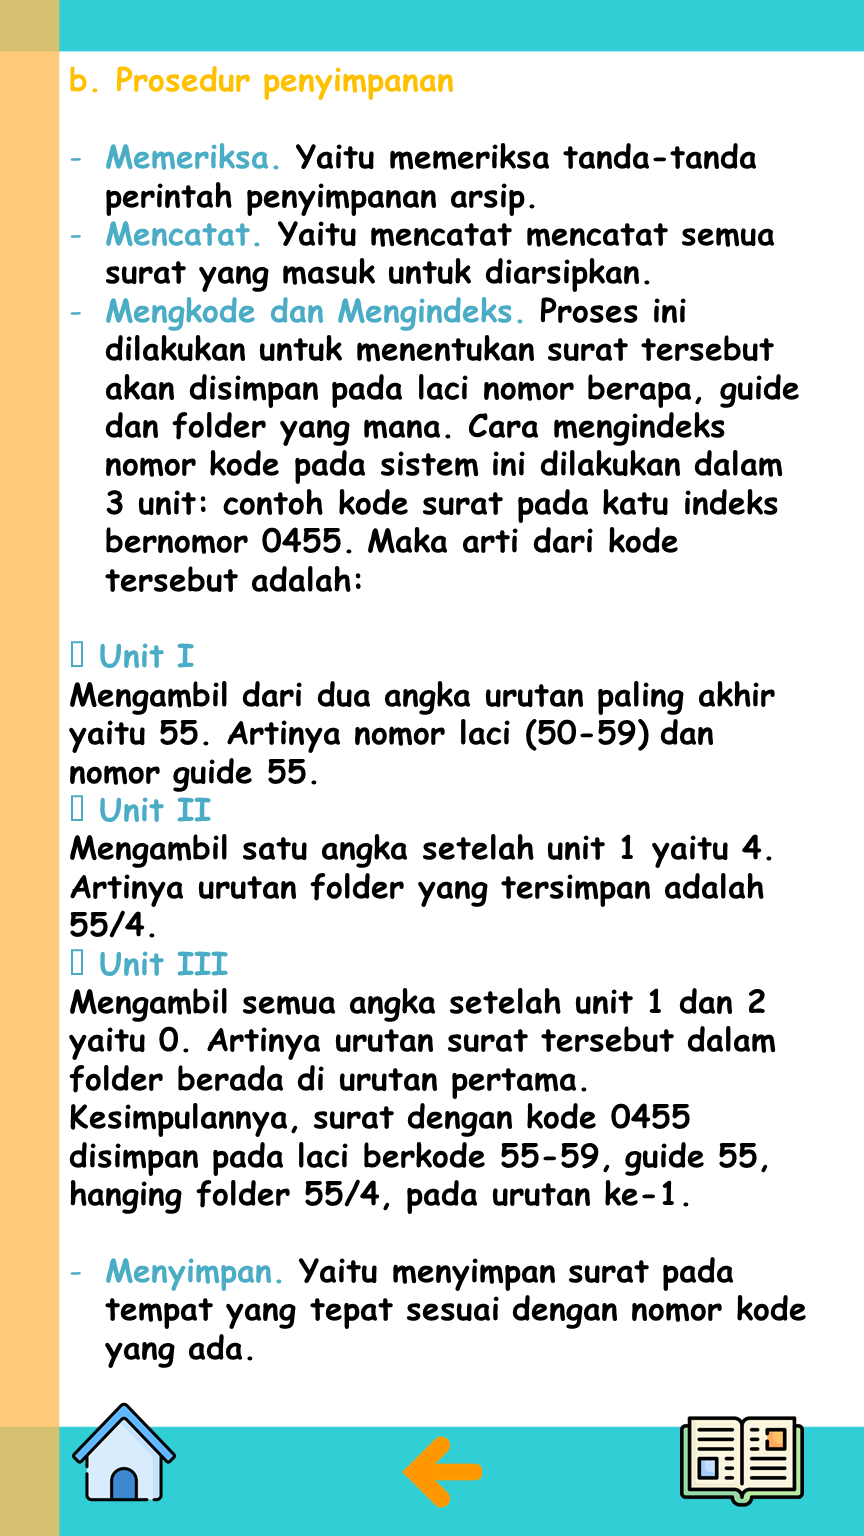 b. Prosedur penyimpanan
- Memeriksa. Yaitu memeriksa tanda-tanda
perintah penyimpanan arsip.
- Mencatat. Yaitu mencatat mencatat semua
surat yang masuk untuk diarsipkan.
- Mengkode dan Mengindeks. Proses ini
dilakukan untuk menentukan surat tersebut
akan disimpan pada laci nomor berapa, guide
dan folder yang mana. Cara mengindeks
nomor kode pada sistem ini dilakukan dalam
3 unit: contoh kode surat pada katu indeks
bernomor 0455. Maka arti dari kode
tersebut adalah:
Unit I
Mengambil dari dua angka urutan paling akhir
yaitu 55. Artinya nomor laci (50-59) dan
nomor guide 55.
Unit II
Mengambil satu angka setelah unit 1 yaitu 4.
Artinya urutan folder yang tersimpan adalah
55/4.
Unit III
Mengambil semua angka setelah unit 1 dan 2
yaitu 0. Artinya urutan surat tersebut dalam
folder berada di urutan pertama.
Kesimpulannya, surat dengan kode 0455
disimpan pada laci berkode 55-59, guide 55,
hanging folder 55/4, pada urutan ke-1.
- Menyimpan. Yaitu menyimpan surat pada
tempat yang tepat sesuai dengan nomor kode
yang ada.